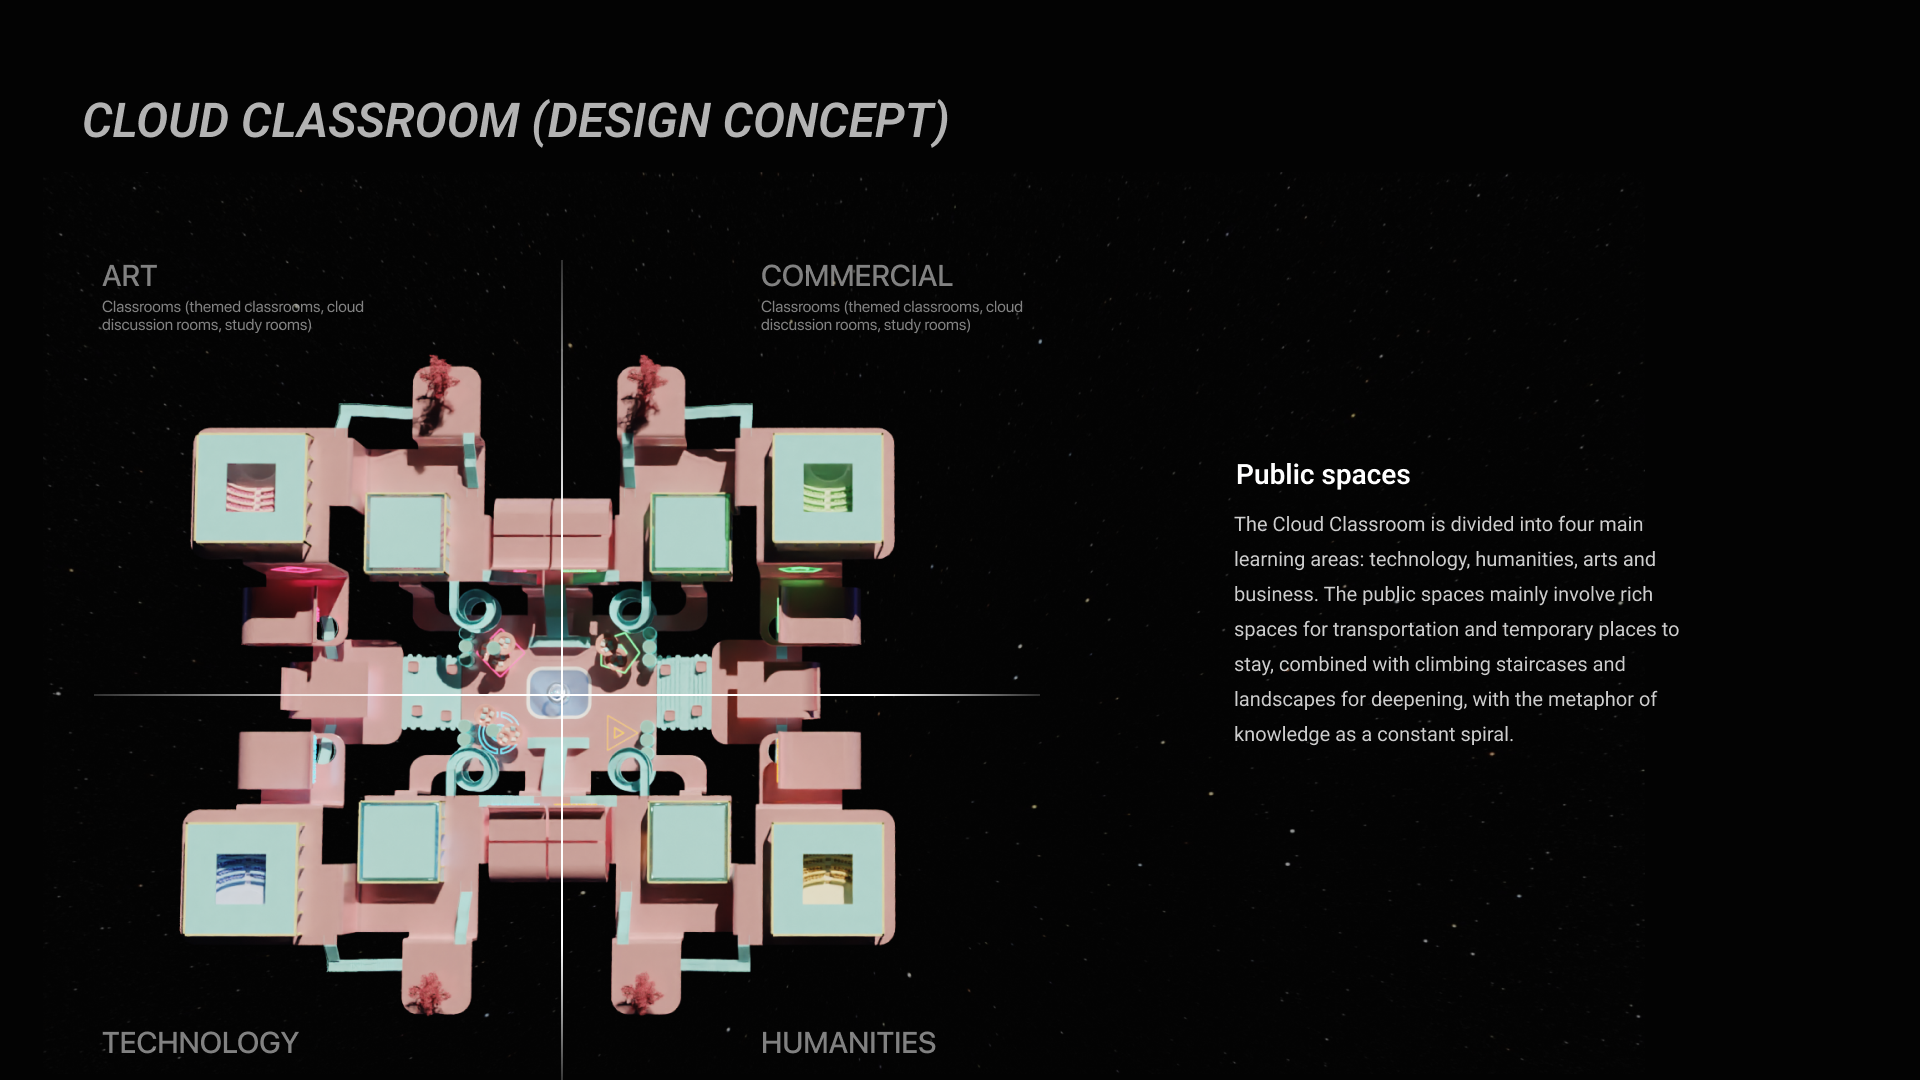 CLOUD CLASSROOM (DESIGN CONCEPT)
ART
Classrooms (themed classrooms, cloud
discussion rooms, study rooms)
COMMERCIAL
Classrooms (themed classrooms, cloud
discussion rooms, study rooms)
Public spaces
The Cloud Classroom is divided into four main
learning areas: technology, humanities, arts and
business. The public spaces mainly involve rich
spaces for transportation and temporary places to
stay, combined with climbing staircases and
landscapes for deepening, with the metaphor of
knowledge as a constant spiral.
TECHNOLOGY
HUMANITIES